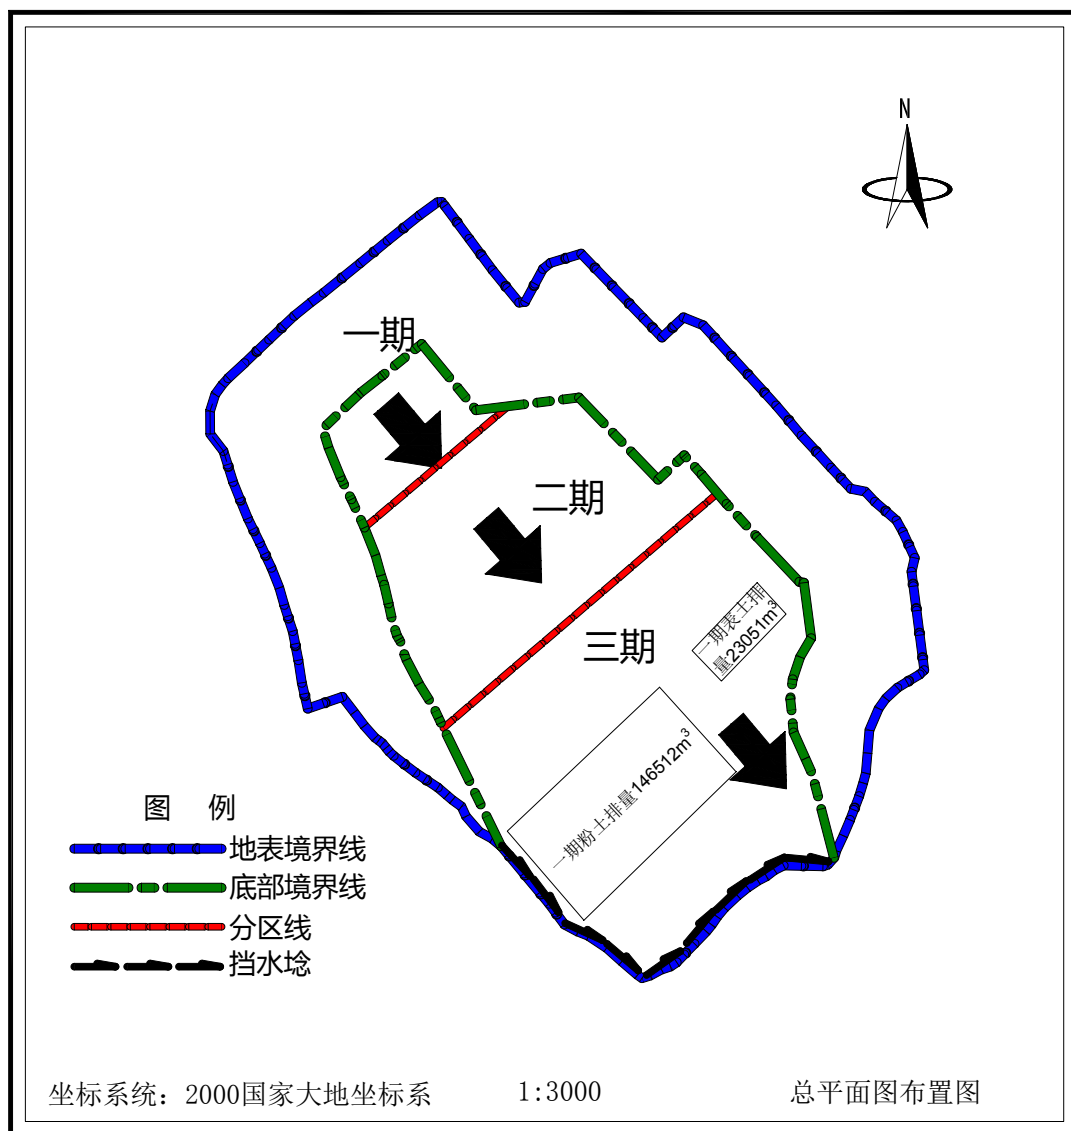 N
一期
二期
一期表土排
量23051m³
三期
一期粉土排量146512m³
图 例
地表境界线
底部境界线
分区线
挡水埝
坐标系统：2000国家大地坐标系 1:3000 总平面图布置图